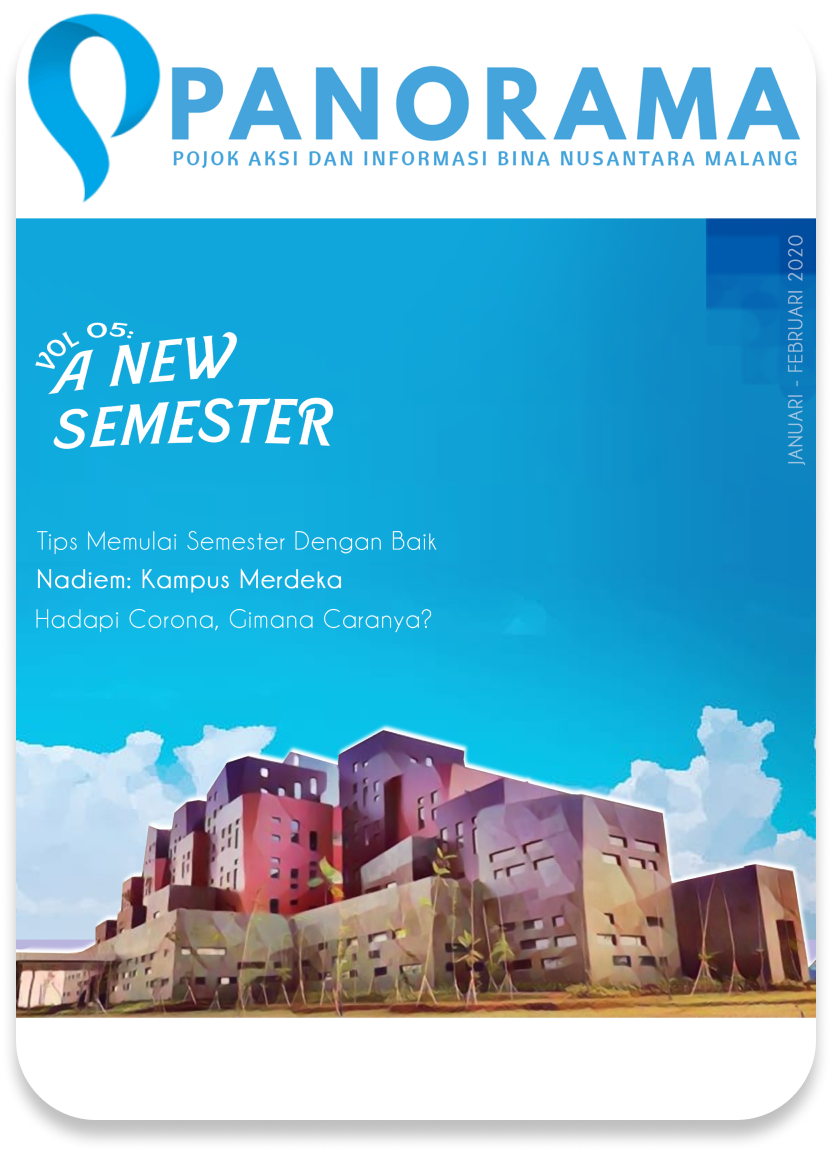 PANORAMA
POJOK AKSI DAN INFORMASI BINA NUSANTARA MALANG
JANUARI - FEBRUARI 2020
VOL 05:
A NEW
SEMESTER
Tips Memulai Semester Dengan Baik
Nadiem: Kampus Merdeka
Hadapi Corona, Gimana Caranya?